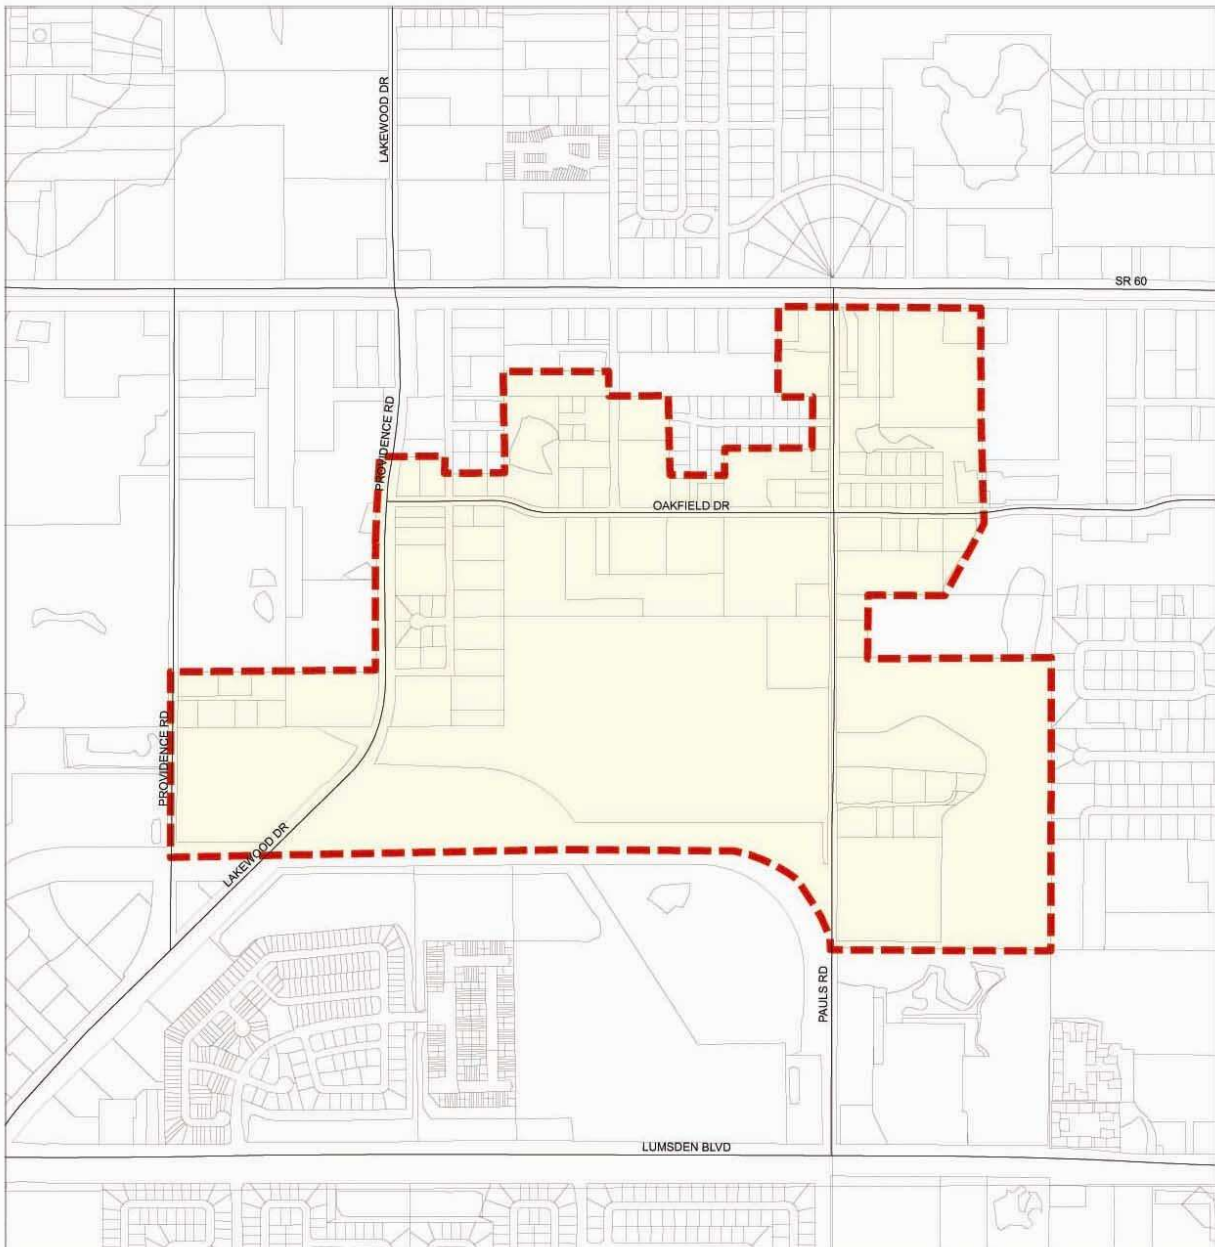 LAKEWOOD DR
SR 60
PROVIDENCE RD
OAKFIELD DR
PROVIDENCE RD
LAKEWOOD DR
PAULS RD
LUMSDEN BLVD